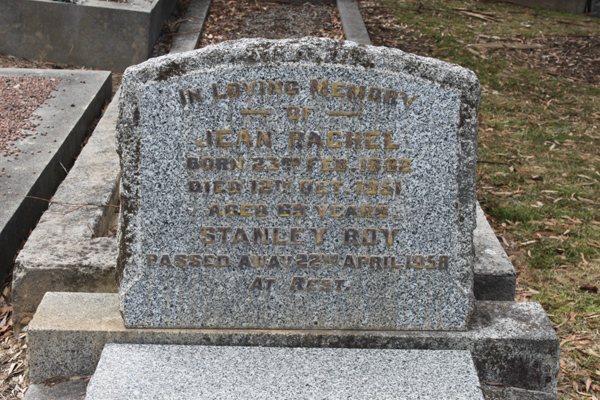 IN LOVING MEMORY
OF
JEAN RACHEL
BORN 23RD FEB. 1882
DIED 12TH OCT. 1951
AGED 69 YEARS.
STANLEY ROY
PASSED AWAY 22ND APRIL 1958
AT REST.